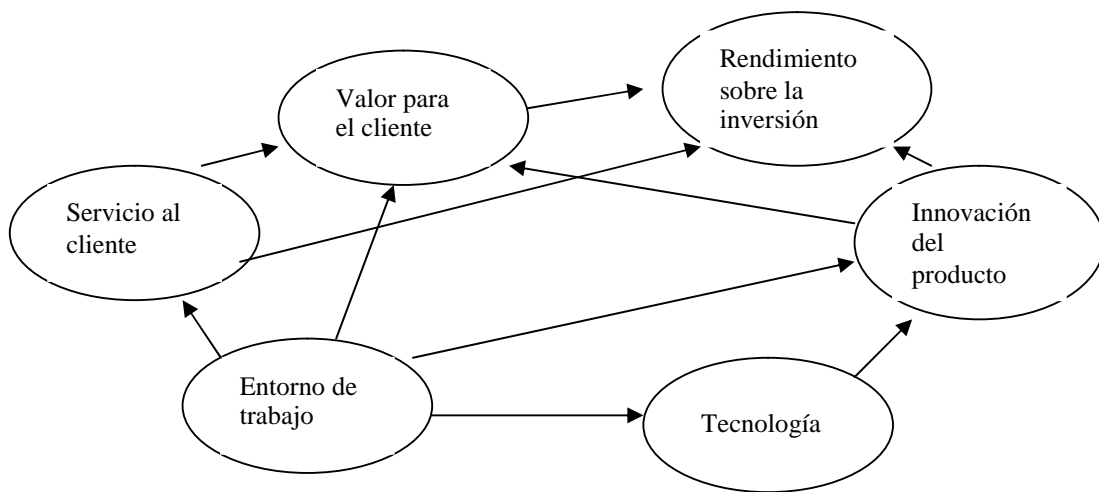 Rendimiento
sobre la
inversión
Valor para
el cliente
Servicio al
cliente
Innovación
del
producto
Entorno de
trabajo
Tecnología